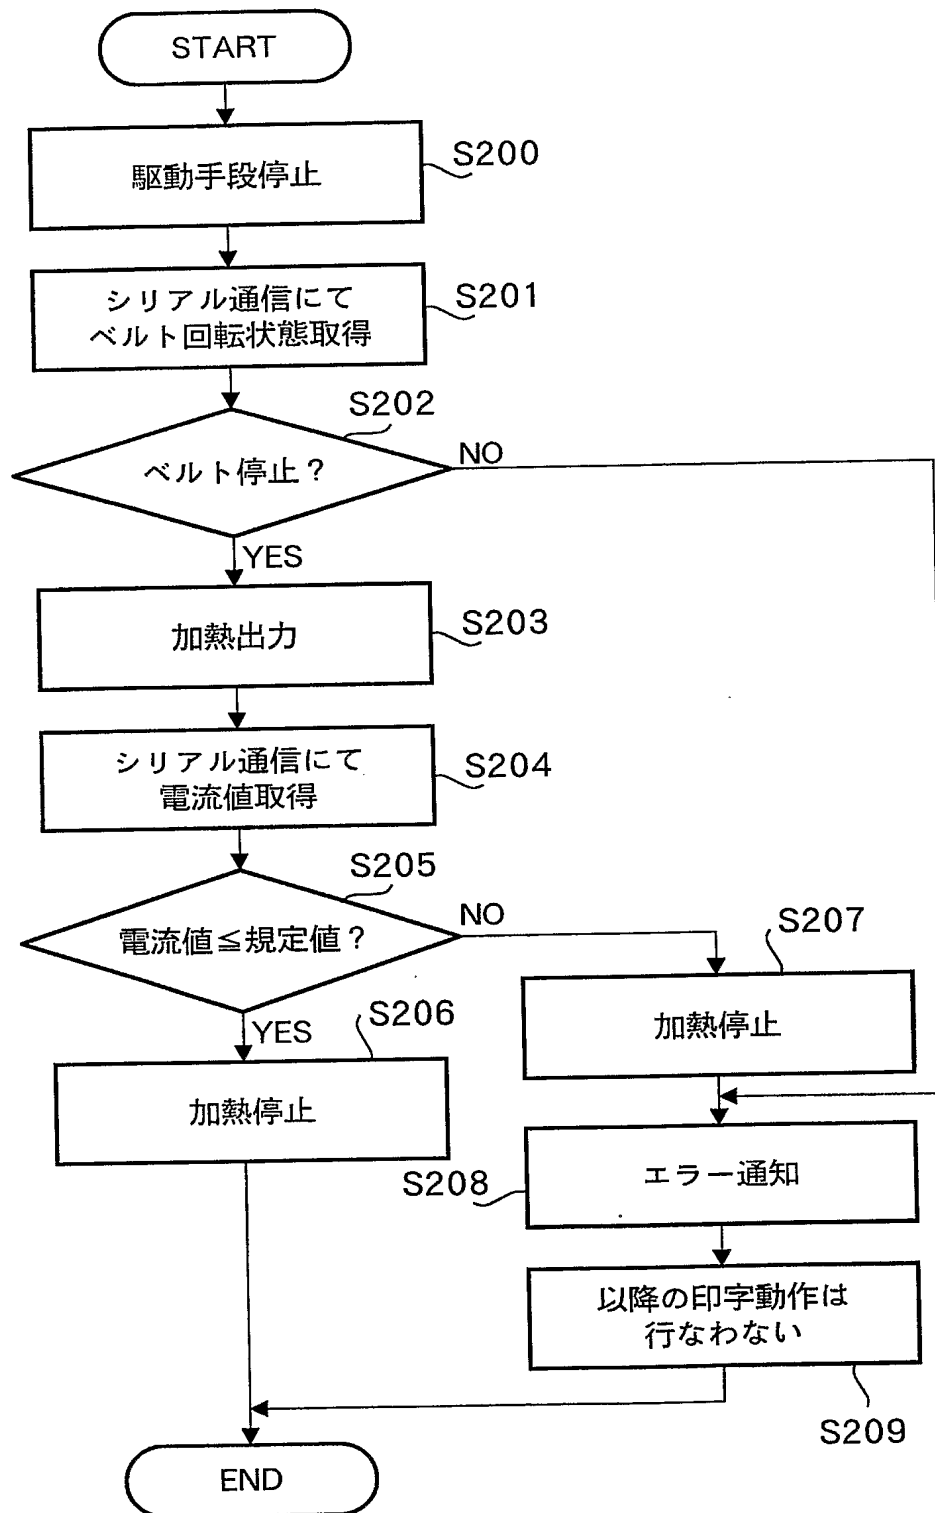 START
駆動手段停止
S200
シリアル通信にて
ベルト回転状態取得
S201
S202
ベルト停止？
NO
YES
加熱出力
S203
シリアル通信にて
電流値取得
S204
S205
電流値≦規定値？
NO
YES
S206
加熱停止
S207
加熱停止
S208
エラー通知
以降の印字動作は
行なわない
S209
END